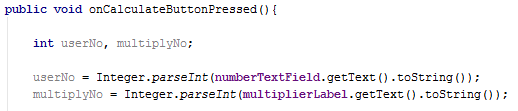 public void onCalculateButtonPressed(){
int userNo, multiplyNo;
userNo = Integer.parseInt(numberTextField.getText().toString());
multiplyNo = Integer.parseInt(multiplierLabel.getText().toString());